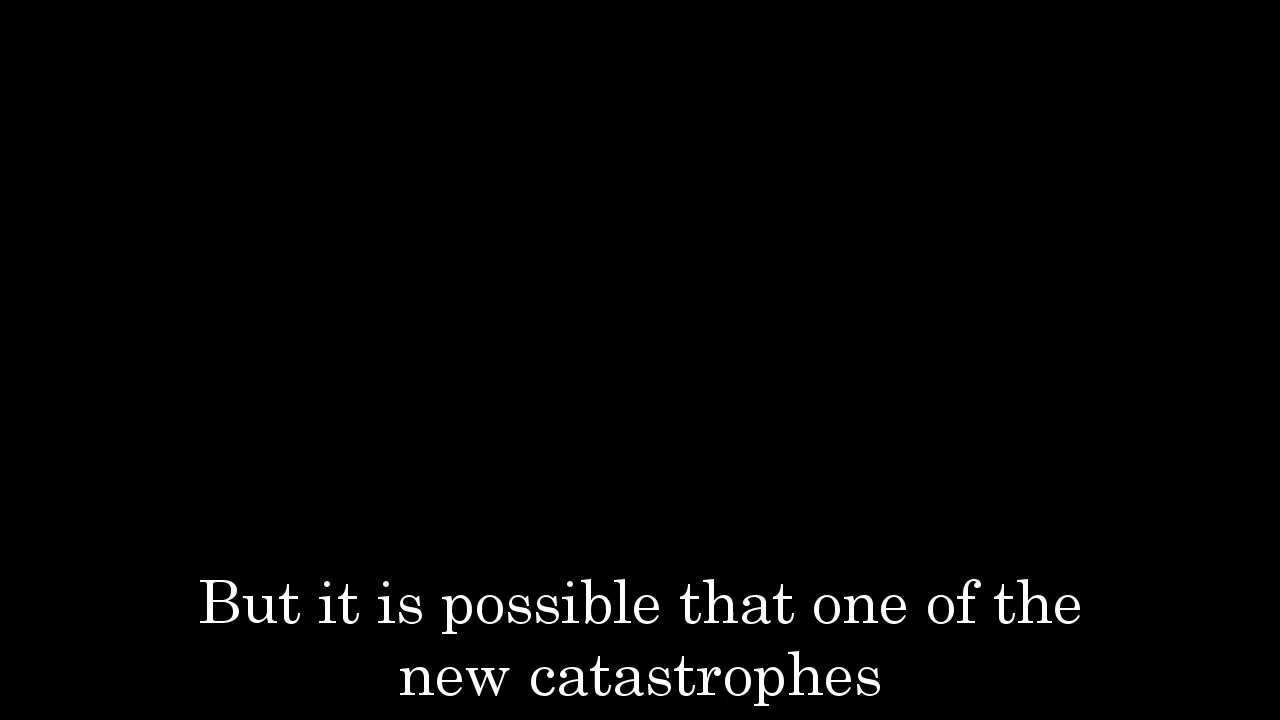 But it is possible that one of the
new catastrophes